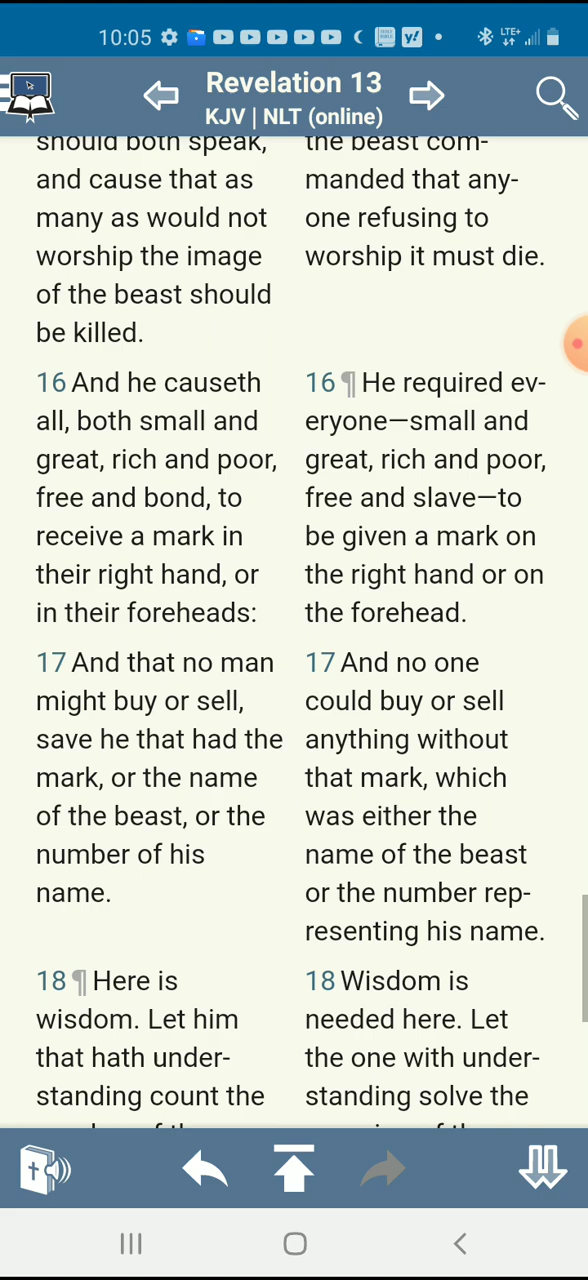 10:05
LTE+
Revelation 13
KJV | NLT (online)
should both speak,
and cause that as
many as would not
worship the image
of the beast should
be killed.
16 And he causeth
all, both small and
great, rich and poor,
free and bond, to
receive a mark in
their right hand, or
in their foreheads:
17 And that no man
might buy or sell,
save he that had the
mark, or the name
of the beast, or the
number of his
name.
18 ¶ Here is
wisdom. Let him
that hath under-
standing count the
the beast com-
manded that any-
one refusing to
worship it must die.
16 ¶ He required ev-
eryone—small and
great, rich and poor,
free and slave—to
be given a mark on
the right hand or on
the forehead.
17 And no one
could buy or sell
anything without
that mark, which
was either the
name of the beast
or the number rep-
resenting his name.
18 Wisdom is
needed here. Let
the one with under-
standing solve the